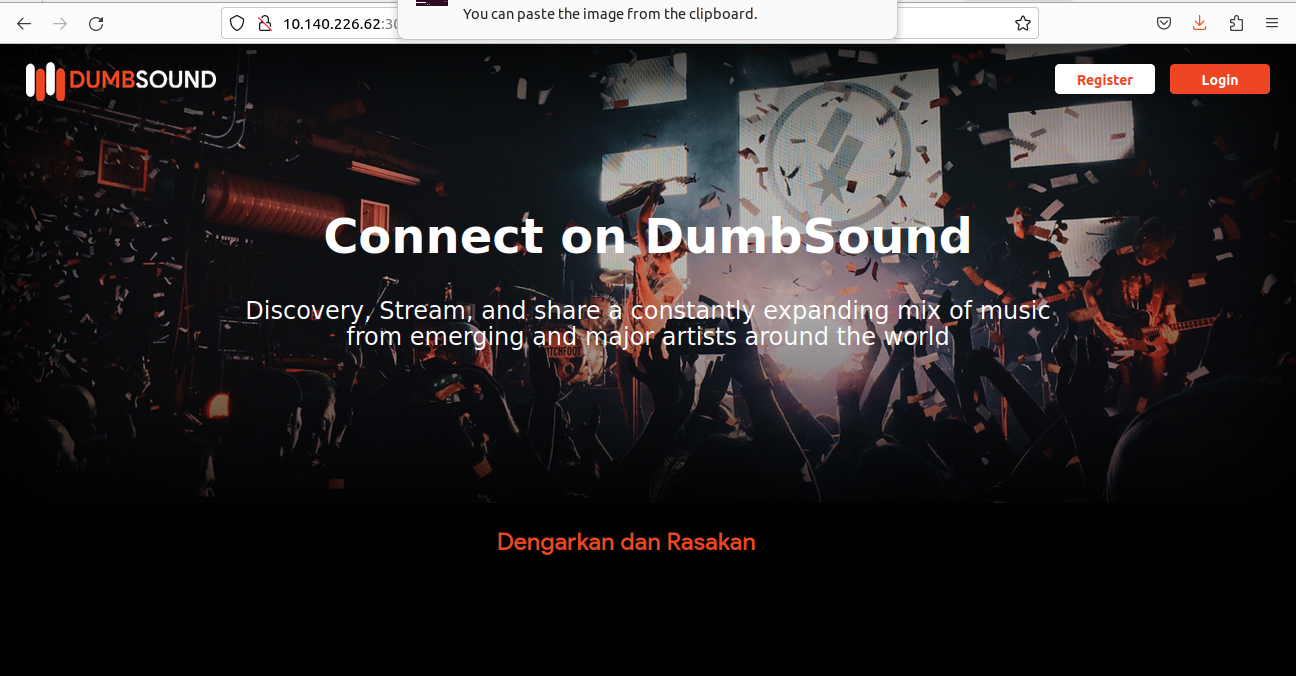 You can paste the image from the clipboard.
10.140.226.62:30
DUMBSOUND
Register
Login
Connect on DumbSound
Discovery, Stream, and share a constantly expanding mix of music
from emerging and major artists around the world
Dengarkan dan Rasakan